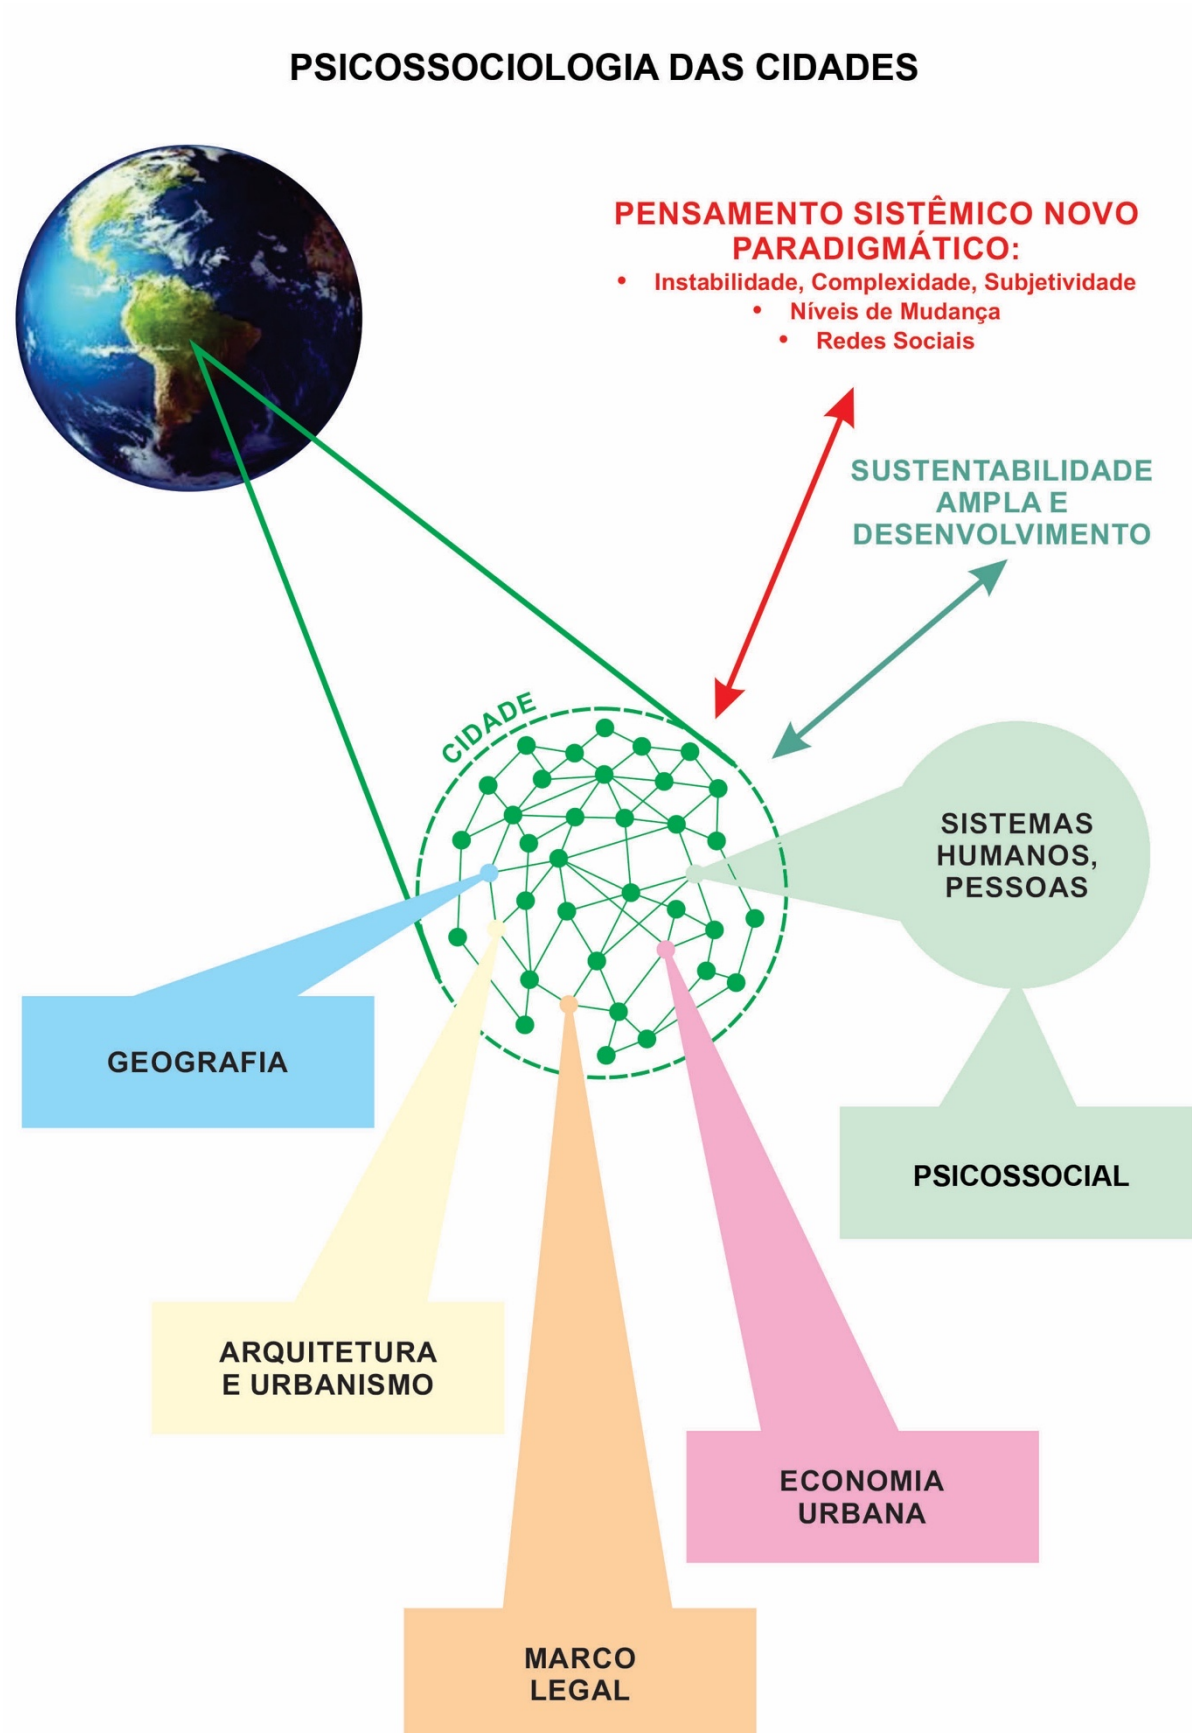 PSICOSSOCIOLOGIA DAS CIDADES
PENSAMENTO SISTÊMICO NOVO
PARADIGMÁTICO:
• Instabilidade, Complexidade, Subjetividade
• Níveis de Mudança
• Redes Sociais
SUSTENTABILIDADE
AMPLA E
DESENVOLVIMENTO
CIDADE
SISTEMAS
HUMANOS,
PESSOAS
GEOGRAFIA
PSICOSSOCIAL
ARQUITETURA
E URBANISMO
ECONOMIA
URBANA
MARCO
LEGAL